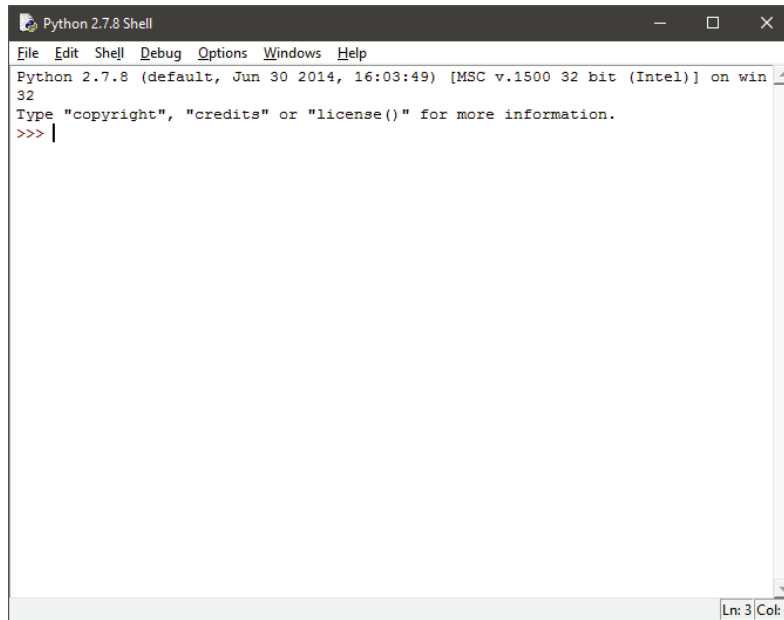 Python 2.7.8 Shell
File Edit Shell Debug Options Windows Help
Python 2.7.8 (default, Jun 30 2014, 16:03:49) [MSC v.1500 32 bit (Intel)] on win
32
Type "copyright", "credits" or "license()" for more information.
>>>
Ln: 3 Col: